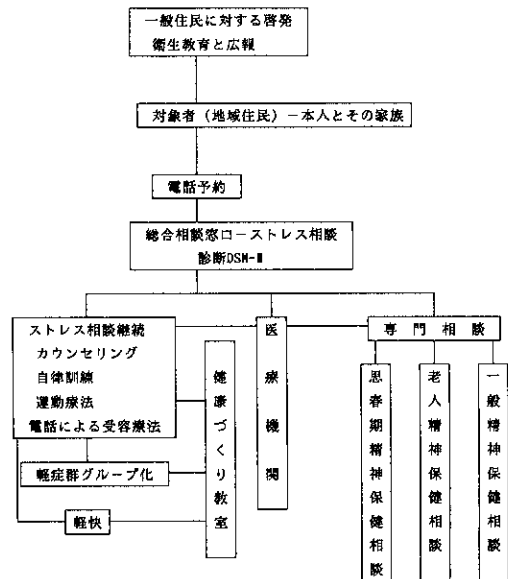 一般住民に対する啓発
衛生教育と広報
対象者(地域住民)−本人とその家族
電話予約
総合相談窓口−ストレス相談
診断DSM-Ⅲ
ストレス相談継続
カウンセリング
自律訓練
運動療法
電話による受容療法
軽症群グループ化
軽快
健康づくり教室
医療機関
専門相談
思春期精神保健相談
老人精神保健相談
一般精神保健相談